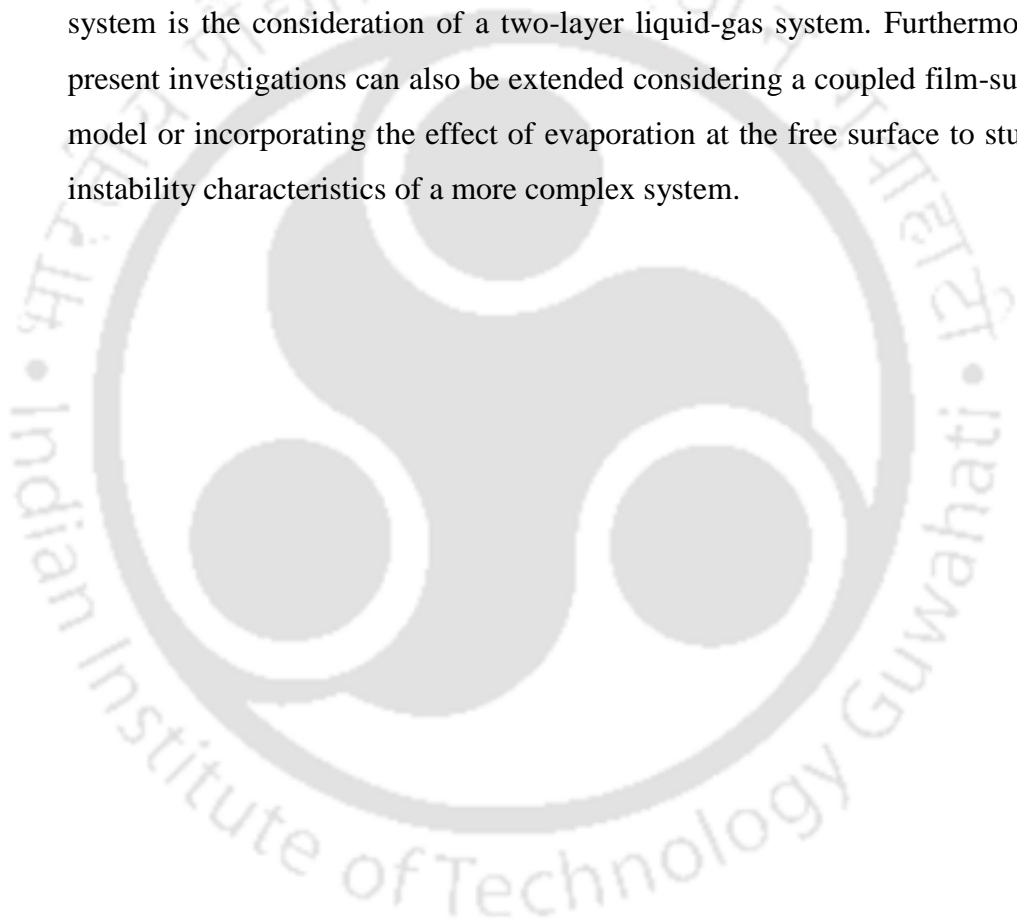 system is the consideration of a two-layer liquid-gas system. Furthermo
present investigations can also be extended considering a coupled film-su
model or incorporating the effect of evaporation at the free surface to stu
instability characteristics of a more complex system.
Indian Institute of Technology Guwahati